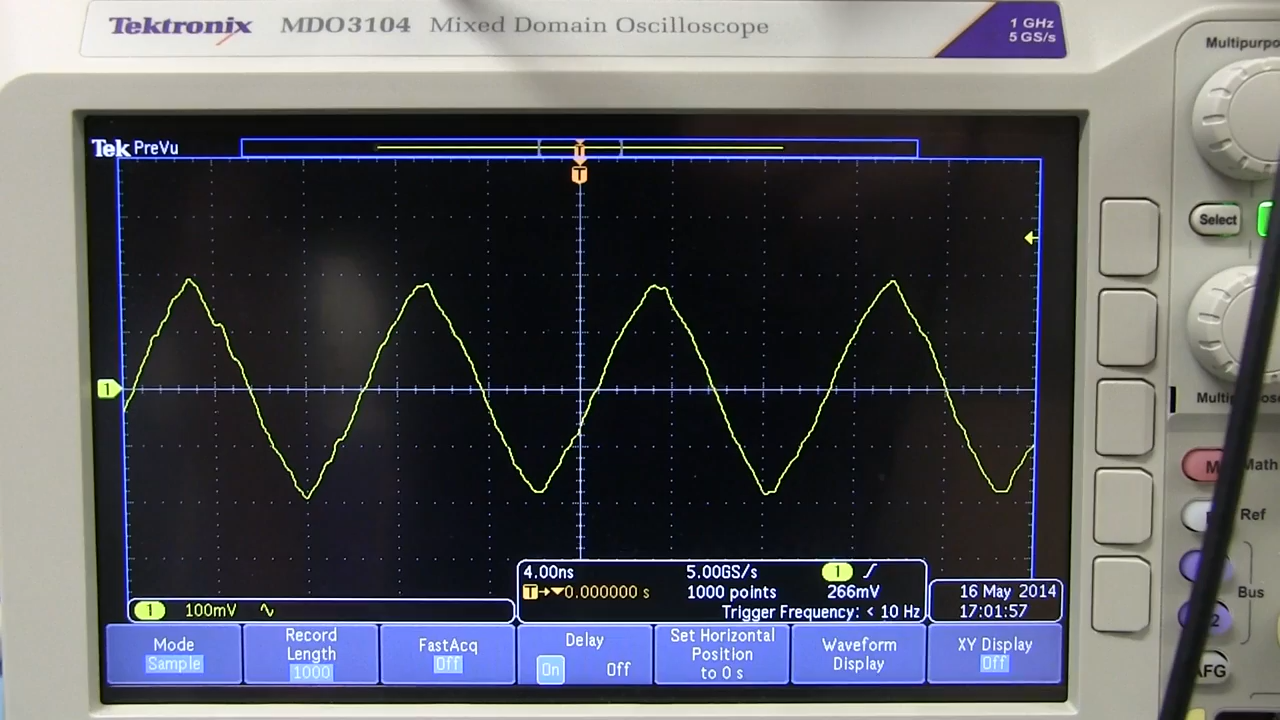 Tektronix MDO3104 Mixed Domain Oscilloscope
1 GHz
5 GS/s
Tek PreVu
T
T
1
Select
Math
Ref
Bus
1 100mV
4.00ns 5.00GS/s 1
T 0.000000 s 1000 points 266mV
Trigger Frequency: < 10 Hz
16 May 2014
17:01:57
Mode
Sample
Record
Length
1000
FastAcq
Off
Delay
On Off
Set Horizontal
Position
to 0 s
Waveform
Display
XY Display
Off
M
2
AFG